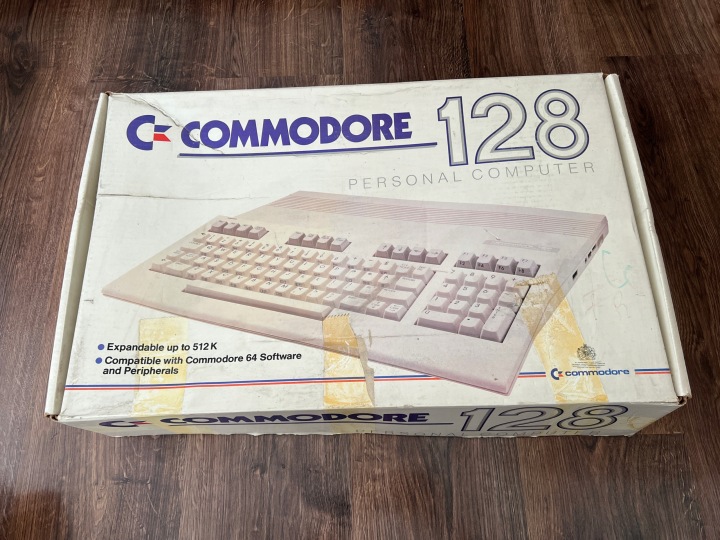 COMMODORE 128
PERSONAL COMPUTER
Expandable up to 512 K
Compatible with Commodore 64 Software
and Peripherals
commodore
COMMODORE 128